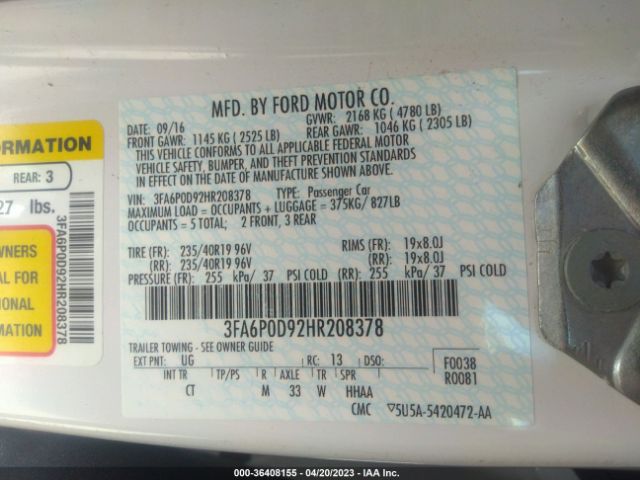 MFD. BY FORD MOTOR CO.
09/16 GVWR: 2168 KG ( 4780 LB)
FRONT GAWR: 1145 KG ( 2525 LB) REAR GAWR: 1046 KG ( 2305 LB)
THIS VEHICLE CONFORMS TO ALL APPLICABLE FEDERAL MOTOR
VEHICLE SAFETY, BUMPER, AND THEFT PREVENTION STANDARDS
IN EFFECT ON THE DATE OF MANUFACTURE SHOWN ABOVE.
VIN: 3FA6P0D92HR208378 TYPE: Passenger Car
MAXIMUM LOAD = OCCUPANTS + LUGGAGE = 375KG/ 827LB
OCCUPANTS = 5 TOTAL; 2 FRONT, 3 REAR
TIRE (FR): 235/40R19 96V RIMS (FR): 19x8.0J
(RR): 235/40R19 96V (RR): 19x8.0J
PRESSURE (FR): 255 kPa/ 37 PSI COLD (RR): 255 kPa/ 37 PSI COLD
3FA6P0D92HR208378
TRAILER TOWING - SEE OWNER GUIDE
EXT PNT: UG RC: 13 DSO: F0038
R0081
INT TR TP/PS R AXLE TR SPR
CT M 33 W HHAA
CMC ▽5U5A-5420472-AA
FORMATION
REAR: 3
27 lbs.
WNERS
AL FOR
IONAL
MATION
3FA6P0D92HR208378
000-36408155 - 04/20/2023 - IAA Inc.